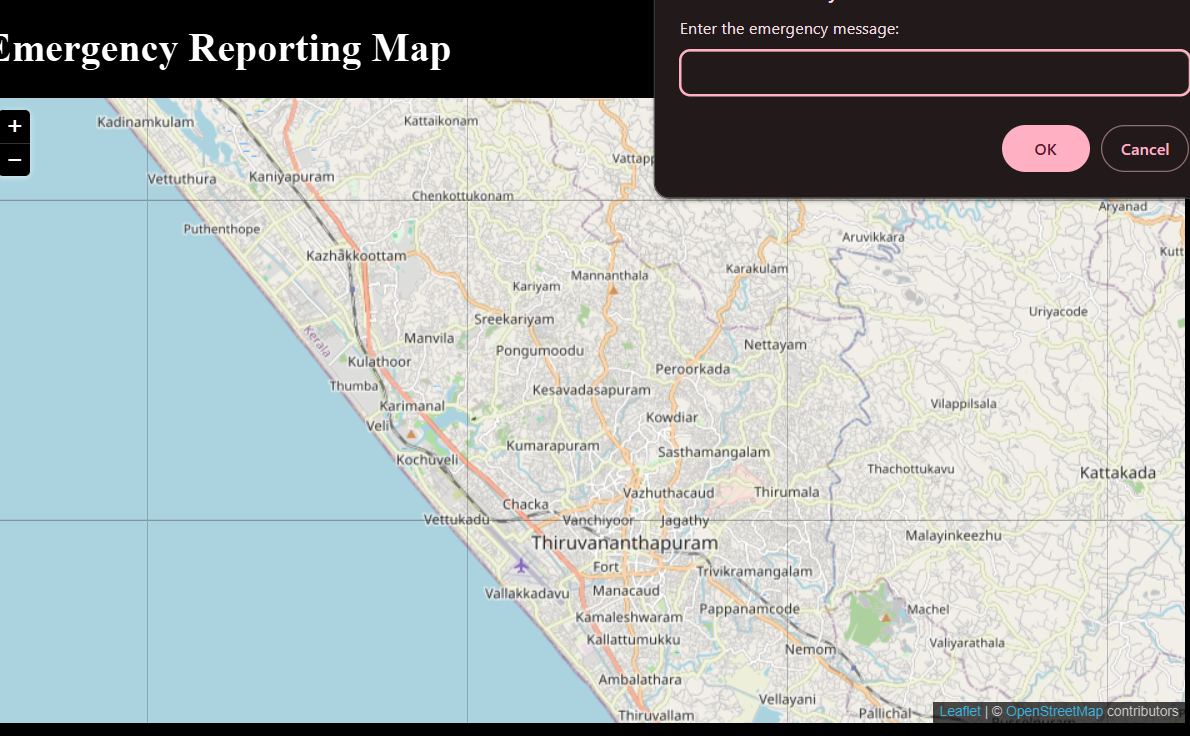 Enter the emergency message:
Emergency Reporting Map
OK
Cancel
+
−
Kadinamkulam
Kattaikonam
Vettuthura
Kaniyapuram
Chenkottukonam
Aryanad
Puthenthope
Aruvikkara
Kazhakkoottam
Mannanthala
Karakulam
Kariyam
Uriyacode
Sreekariyam
Kerala
Manvila
Pongumoodu
Nettayam
Kulathoor
Peroorkada
Thumba
Kesavadasapuram
Karimanal
Kowdiar
Vilappilsala
Veli
Kumarapuram
Sasthamangalam
Kochuveli
Thachottukavu
Kattakada
Vazhuthacaud
Thirumala
Chacka
Vettukadu
Vanchiyoor
Jagathy
Malayinkeezhu
Thiruvananthapuram
Fort
Trivikramangalam
Vallakkadavu
Manacaud
Pappanamcode
Machel
Kamaleshwaram
Kallattumukku
Valiyarathala
Nemom
Ambalathara
Vellayani
Thiruvallam
Pallichal
Leaflet | © OpenStreetMap contributors